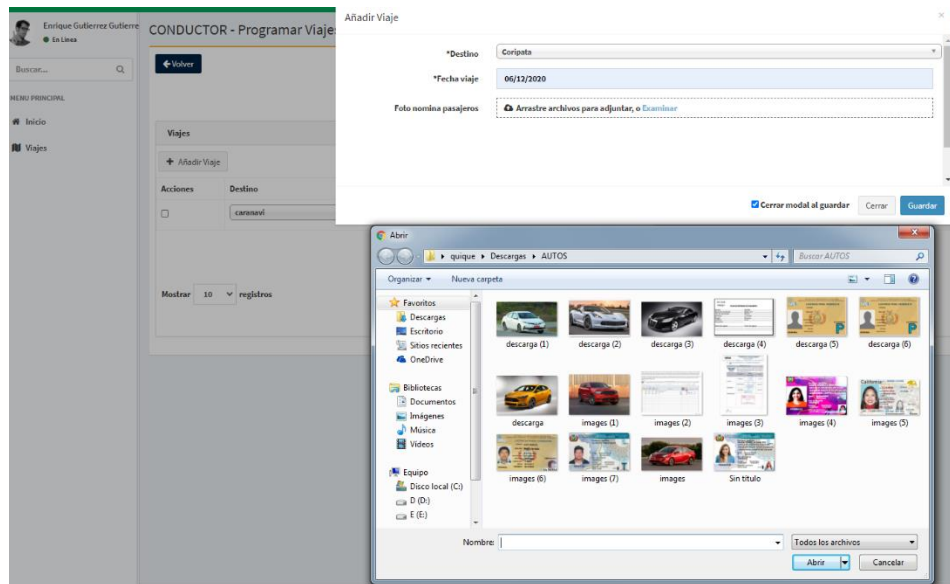 Enrique Gutierrez Gutierre
En Linea
Buscar...
MENU PRINCIPAL
Inicio
Viajes
CONDUCTOR - Programar Viaje
Volver
Viajes
Añadir Viaje
Acciones Destino
caranavi
Mostrar 10 registros
Añadir Viaje ×
*Destino Coripata
*Fecha viaje 06/12/2020
Foto nomina pasajeros Arrastre archivos para adjuntar, o Examinar
Cerrar modal al guardar Cerrar Guardar
Abrir
quique Descargas AUTOS Buscar AUTOS
Organizar Nueva carpeta
Favoritos
Descargas
Escritorio
Sitios recientes
OneDrive
Bibliotecas
Documentos
Imágenes
Música
Vídeos
Equipo
Disco local (C:)
D (D:)
E (E:)
descarga (1) descarga (2) descarga (3) descarga (4) descarga (5) descarga (6)
descarga images (1) images (2) images (3) images (4) images (5)
images (6) images (7) images Sin título
Nombre: Todos los archivos
Abrir Cancelar